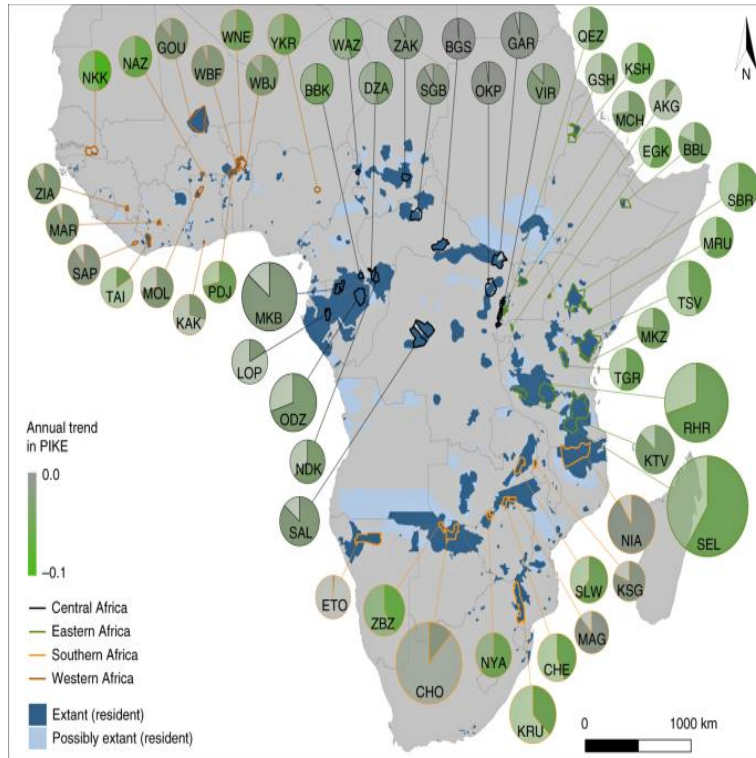 NKK
NAZ
GOU
WBF
WNE
WBJ
YKR
WAZ
BBK
DZA
ZAK
SGB
BGS
OKP
GAR
VIR
QEZ
GSH
KSH
MCH
AKG
EGK
BBL
SBR
MRU
TSV
MKZ
TGR
RHR
KTV
SEL
NIA
KSG
SLW
MAG
CHE
KRU
NYA
CHO
ZBZ
ETO
SAL
NDK
ODZ
LOP
MKB
PDJ
KAK
MOL
TAI
SAP
MAR
ZIA
N
Annual trend
in PIKE
0.0
–0.1
Central Africa
Eastern Africa
Southern Africa
Western Africa
Extant (resident)
Possibly extant (resident)
0 1000 km